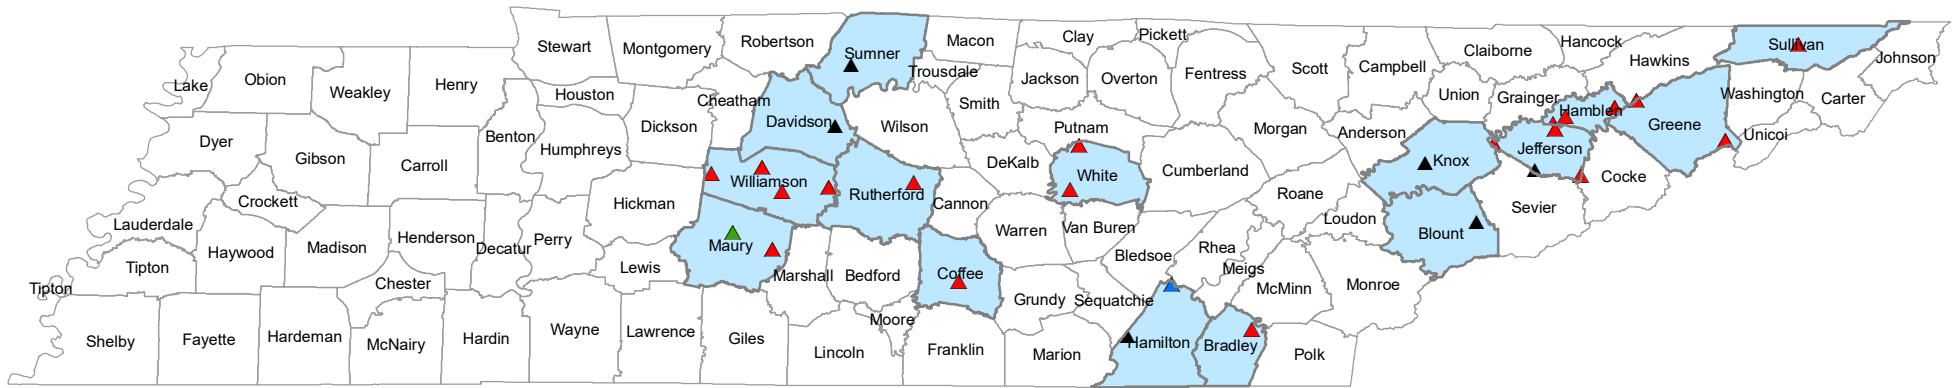 Stewart
Montgomery
Robertson
Sumner
Macon
Clay
Pickett
Claiborne
Hancock
Sullivan
Johnson
Lake
Obion
Weakley
Henry
Houston
Cheatham
Trousdale
Jackson
Overton
Fentress
Scott
Campbell
Union
Grainger
Hawkins
Hamblen
Washington
Carter
Dyer
Gibson
Carroll
Benton
Humphreys
Dickson
Davidson
Wilson
Smith
Putnam
DeKalb
White
Cumberland
Morgan
Anderson
Knox
Jefferson
Greene
Unicoi
Cocke
Lauderdale
Crockett
Haywood
Madison
Henderson
Decatur
Perry
Hickman
Williamson
Rutherford
Cannon
Warren
Van Buren
Bledsoe
Rhea
Roane
Loudon
Blount
Sevier
Tipton
Tipton
Chester
Lewis
Maury
Marshall
Bedford
Coffee
Grundy
Sequatchie
Meigs
McMinn
Monroe
Shelby
Fayette
Hardeman
McNairy
Hardin
Wayne
Lawrence
Giles
Lincoln
Moore
Franklin
Marion
Hamilton
Bradley
Polk